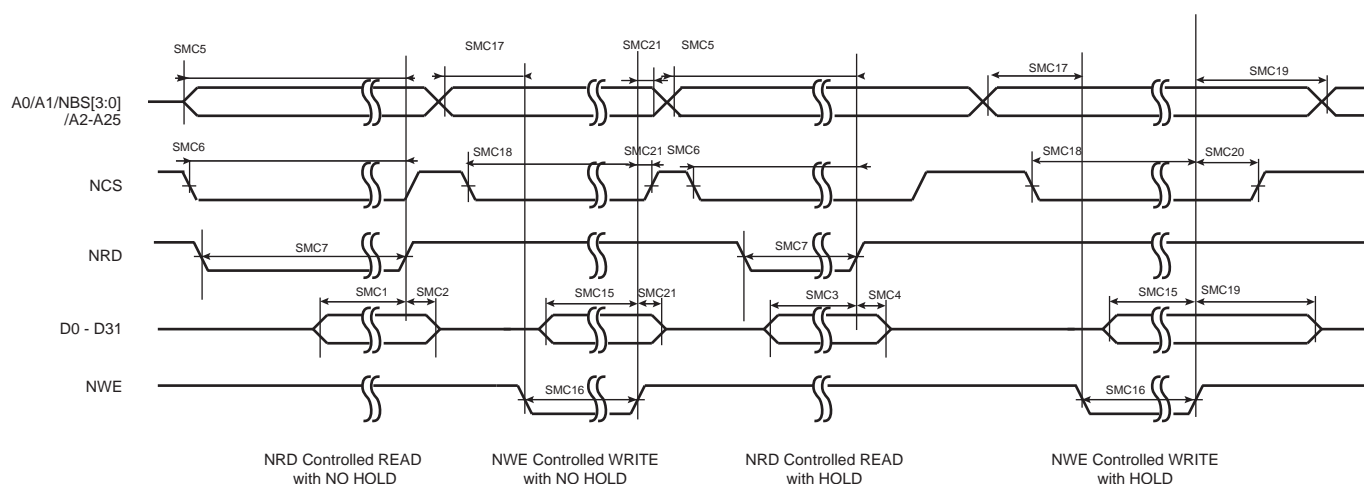 SMC5
SMC17
SMC21
SMC5
SMC17
SMC19
A0/A1/NBS[3:0]
/A2-A25
SMC6
SMC18
SMC21
SMC6
SMC18
SMC20
NCS
NRD
SMC7
SMC7
SMC1
SMC2
SMC15
SMC21
SMC3
SMC4
SMC15
SMC19
D0 - D31
NWE
SMC16
SMC16
NRD Controlled READ
with NO HOLD
NWE Controlled WRITE
with NO HOLD
NRD Controlled READ
with HOLD
NWE Controlled WRITE
with HOLD